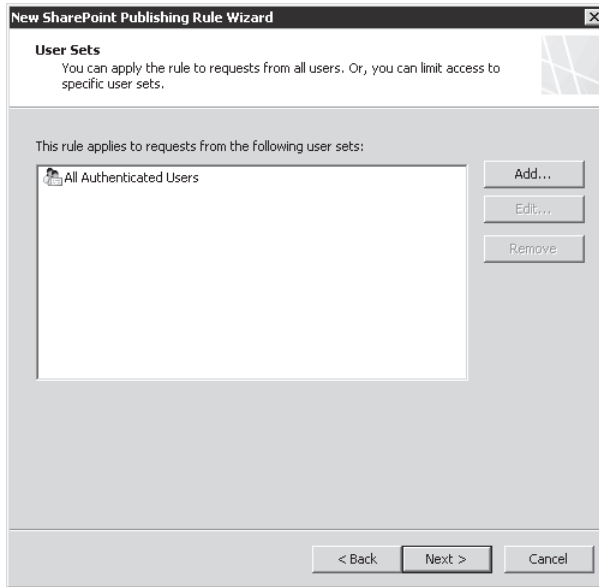 New SharePoint Publishing Rule Wizard
User Sets
You can apply the rule to requests from all users. Or, you can limit access to
specific user sets.
This rule applies to requests from the following user sets:
All Authenticated Users
Add...
Edit...
Remove
< Back
Next >
Cancel